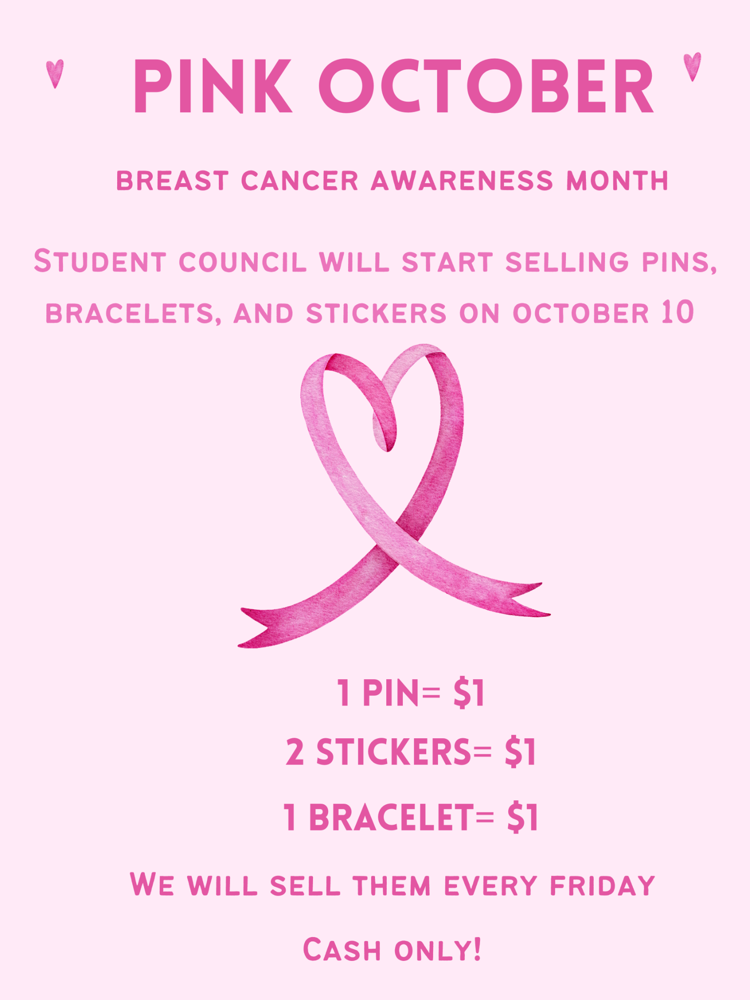 PINK OCTOBER
BREAST CANCER AWARENESS MONTH
STUDENT COUNCIL WILL START SELLING PINS,
BRACELETS, AND STICKERS ON OCTOBER 10
1 PIN= $1
2 STICKERS= $1
1 BRACELET= $1
WE WILL SELL THEM EVERY FRIDAY
CASH ONLY!